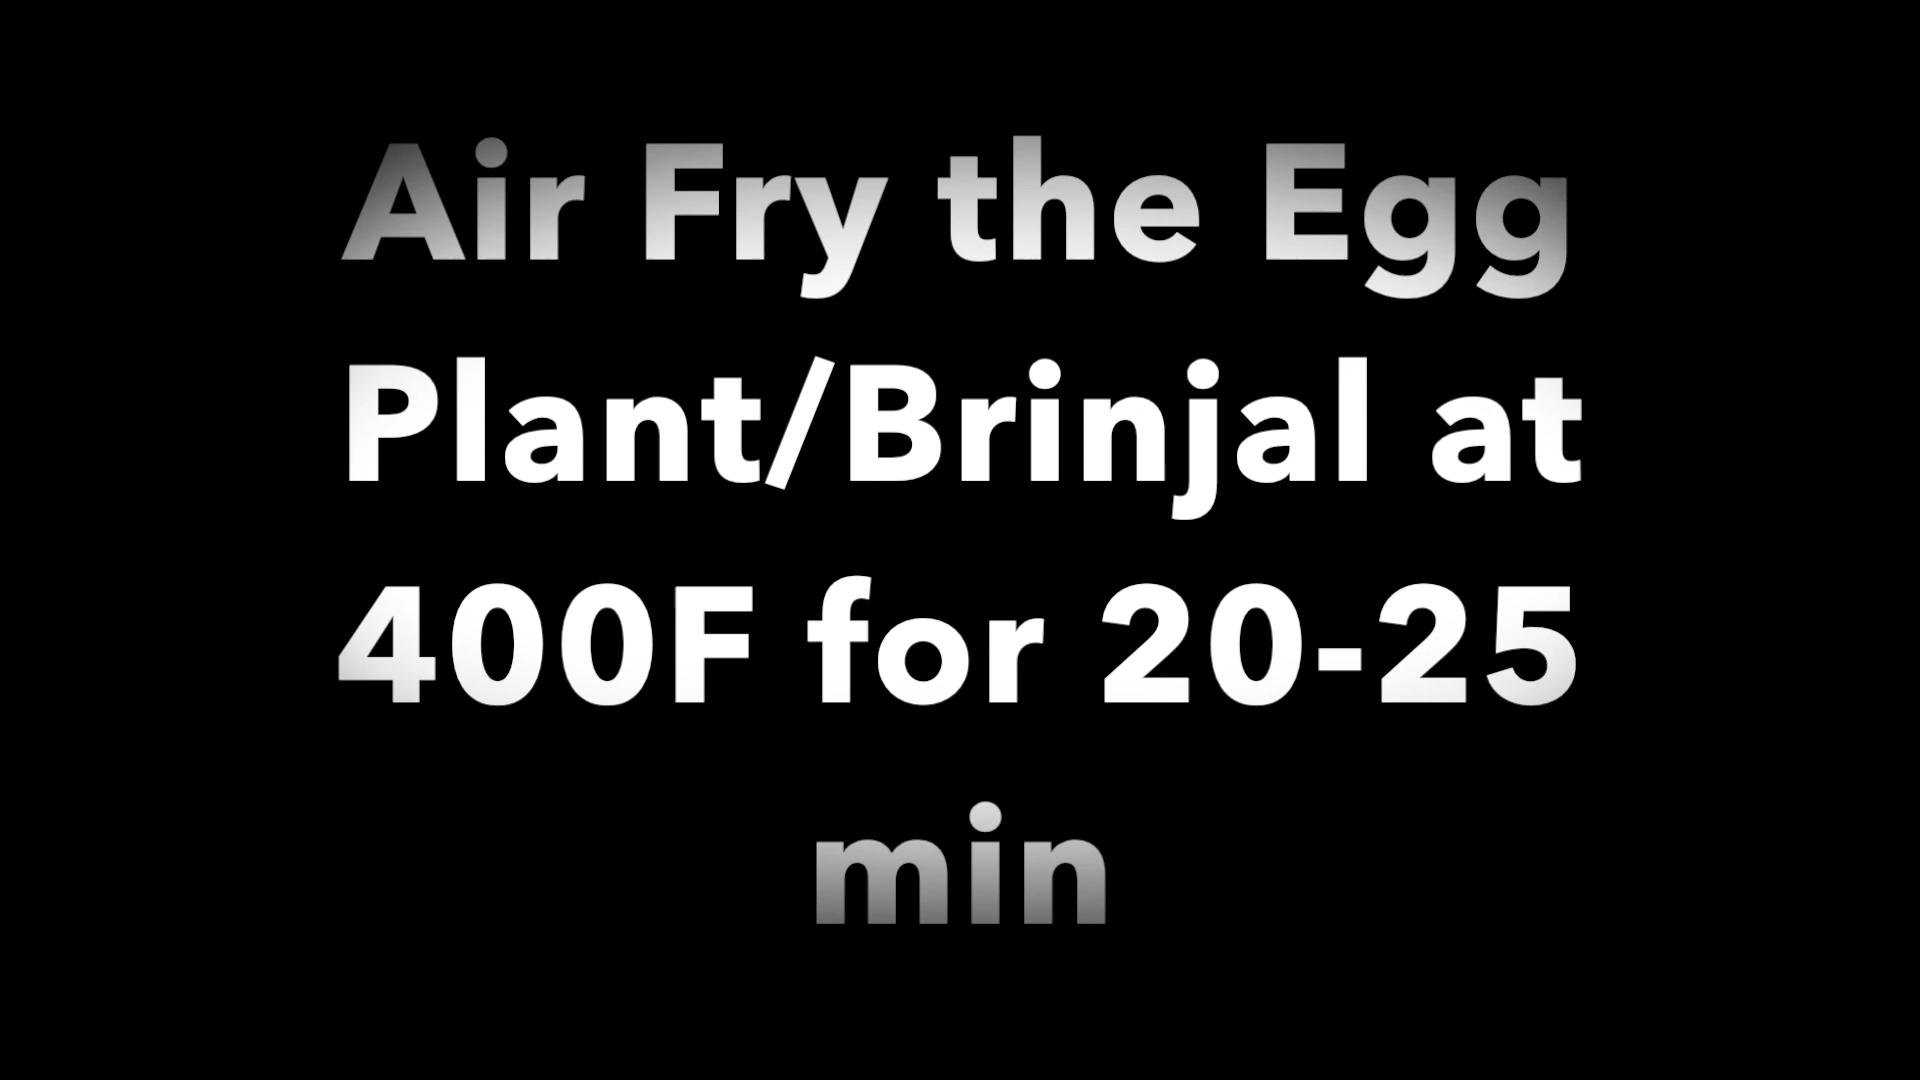 Air Fry the Egg
Plant/Brinjal at
400F for 20-25
min